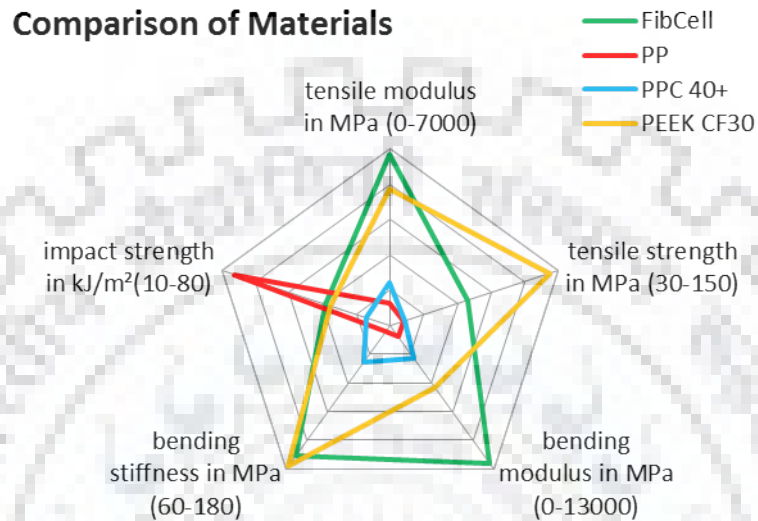 Comparison of Materials
FibCell
PP
PPC 40+
PEEK CF30
tensile modulus
in MPa (0-7000)
impact strength
in kJ/m²(10-80)
tensile strength
in MPa (30-150)
bending
stiffness in MPa
(60-180)
bending
modulus in MPa
(0-13000)